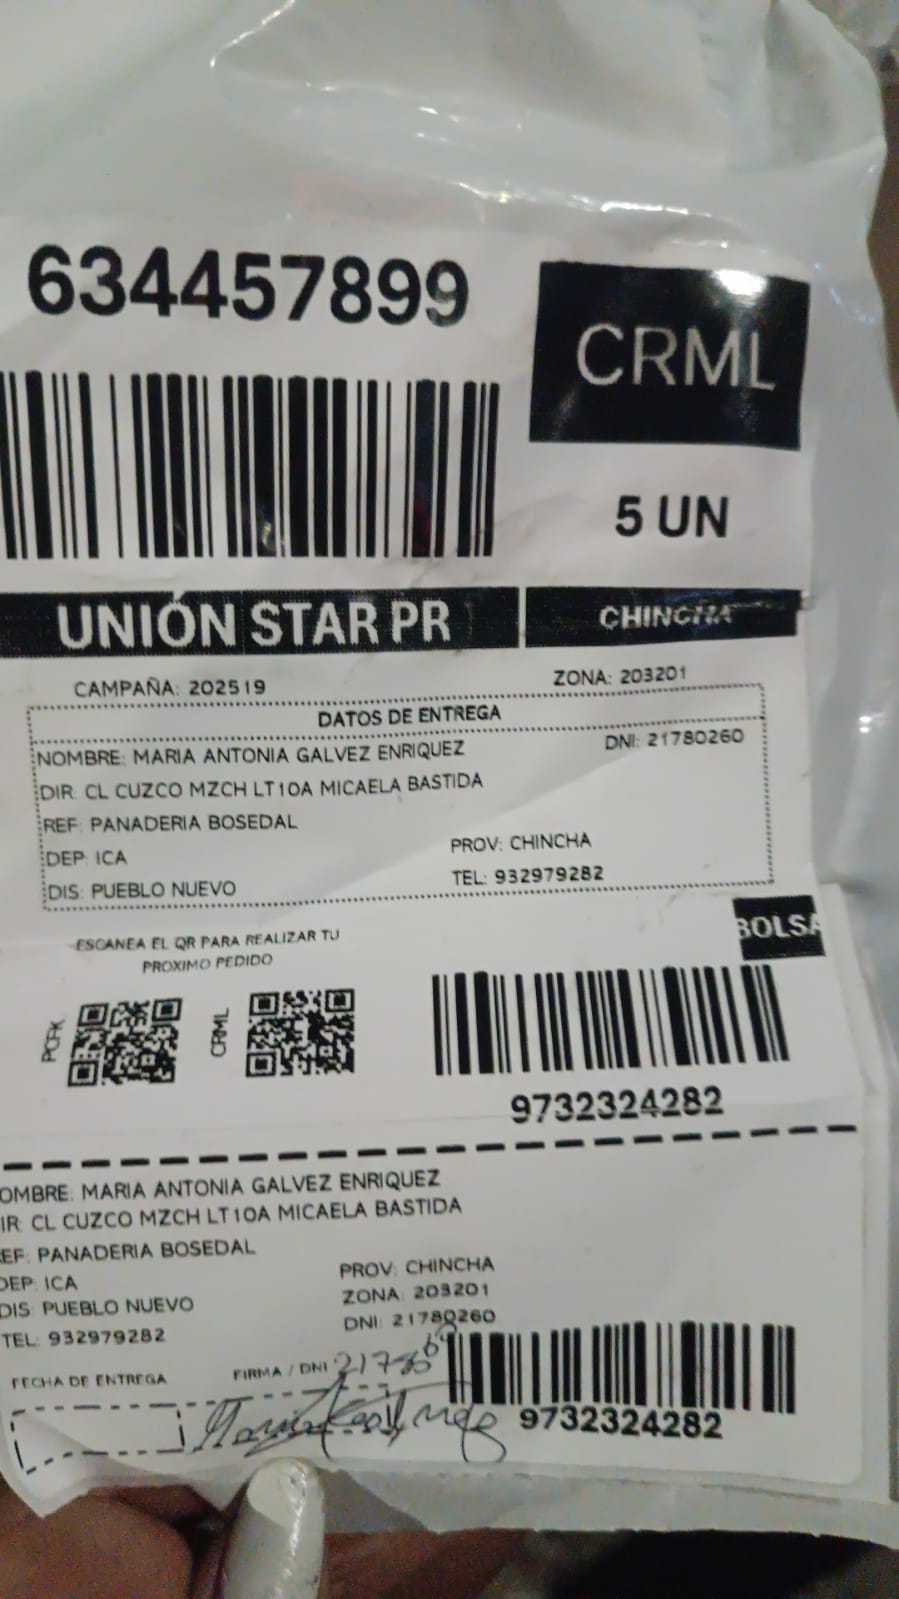 634457899
CRML
5 UN
UNIÓN STAR PR
CHINCHA
CAMPAÑA: 202519
ZONA: 203201
DATOS DE ENTREGA
NOMBRE: MARIA ANTONIA GALVEZ ENRIQUEZ
DNI: 21780260
DIR: CL CUZCO MZCH LT10A MICAELA BASTIDA
REF: PANADERIA BOSEDAL
DEP: ICA
PROV: CHINCHA
DIS: PUEBLO NUEVO
TEL: 932979282
ESCANEA EL QR PARA REALIZAR TU
PROXIMO PEDIDO
BOLSA
PCFK
CRML
9732324282
OMBRE: MARIA ANTONIA GALVEZ ENRIQUEZ
IR: CL CUZCO MZCH LT10A MICAELA BASTIDA
EF: PANADERIA BOSEDAL
DEP: ICA
PROV: CHINCHA
DIS: PUEBLO NUEVO
ZONA: 203201
TEL: 932979282
DNI: 21780260
FECHA DE ENTREGA
FIRMA / DNI
9732324282